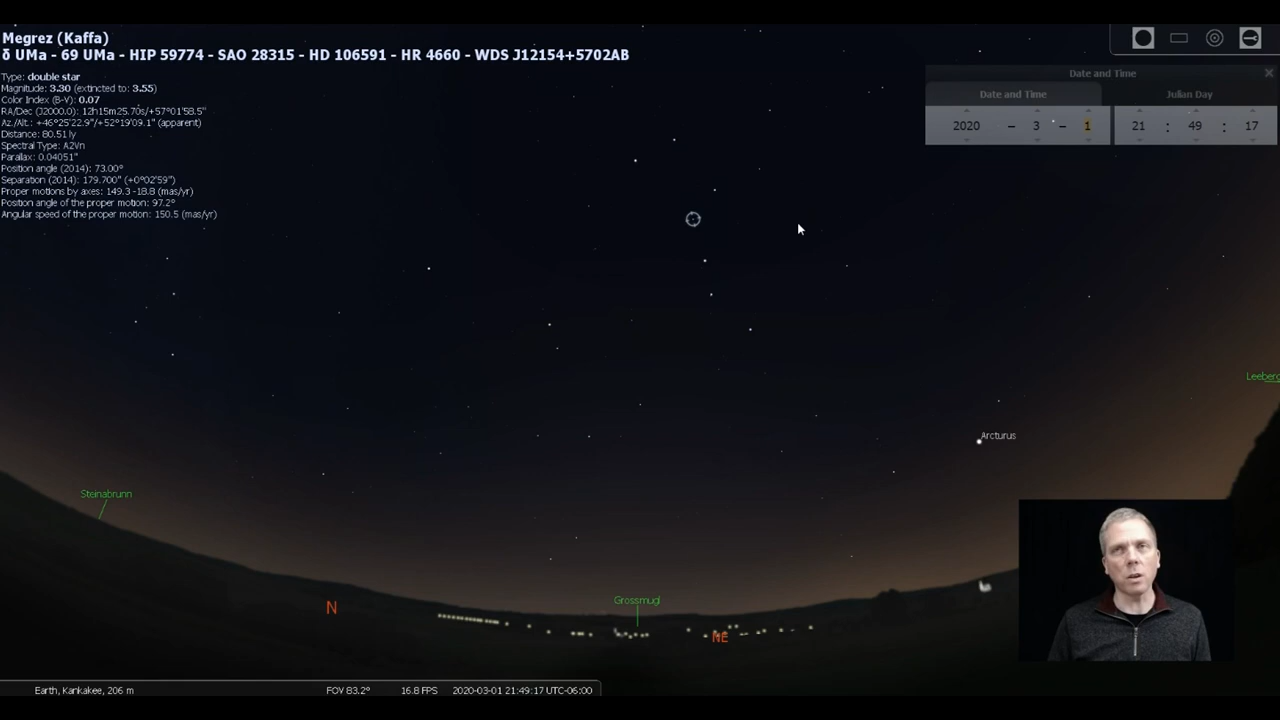 Megrez (Kaffa)
δ UMa - 69 UMa - HIP 59774 - SAO 28315 - HD 106591 - HR 4660 - WDS J12154+5702AB
Type: double star
Magnitude: 3.30 (extincted to: 3.55)
Color Index (B-V): 0.07
RA/Dec (J2000.0): 12h15m25.70s/+57°01'58.5"
Az./Alt.: +46°25'22.9"/+52°19'09.1" (apparent)
Distance: 80.51 ly
Spectral Type: A2Vn
Parallax: 0.04051"
Position angle (2014): 73.00°
Separation (2014): 179.700" (+0°02'59")
Proper motions by axes: 149.3 -18.8 (mas/yr)
Position angle of the proper motion: 97.2°
Angular speed of the proper motion: 150.5 (mas/yr)
Date and Time
Date and Time Julian Day
2020 - 3 - 1 21 : 49 : 17
Leeberg
Arcturus
Steinabrunn
Grossmugl
N
NE
Earth, Kankakee, 206 m FOV 83.2° 16.8 FPS 2020-03-01 21:49:17 UTC-06:00